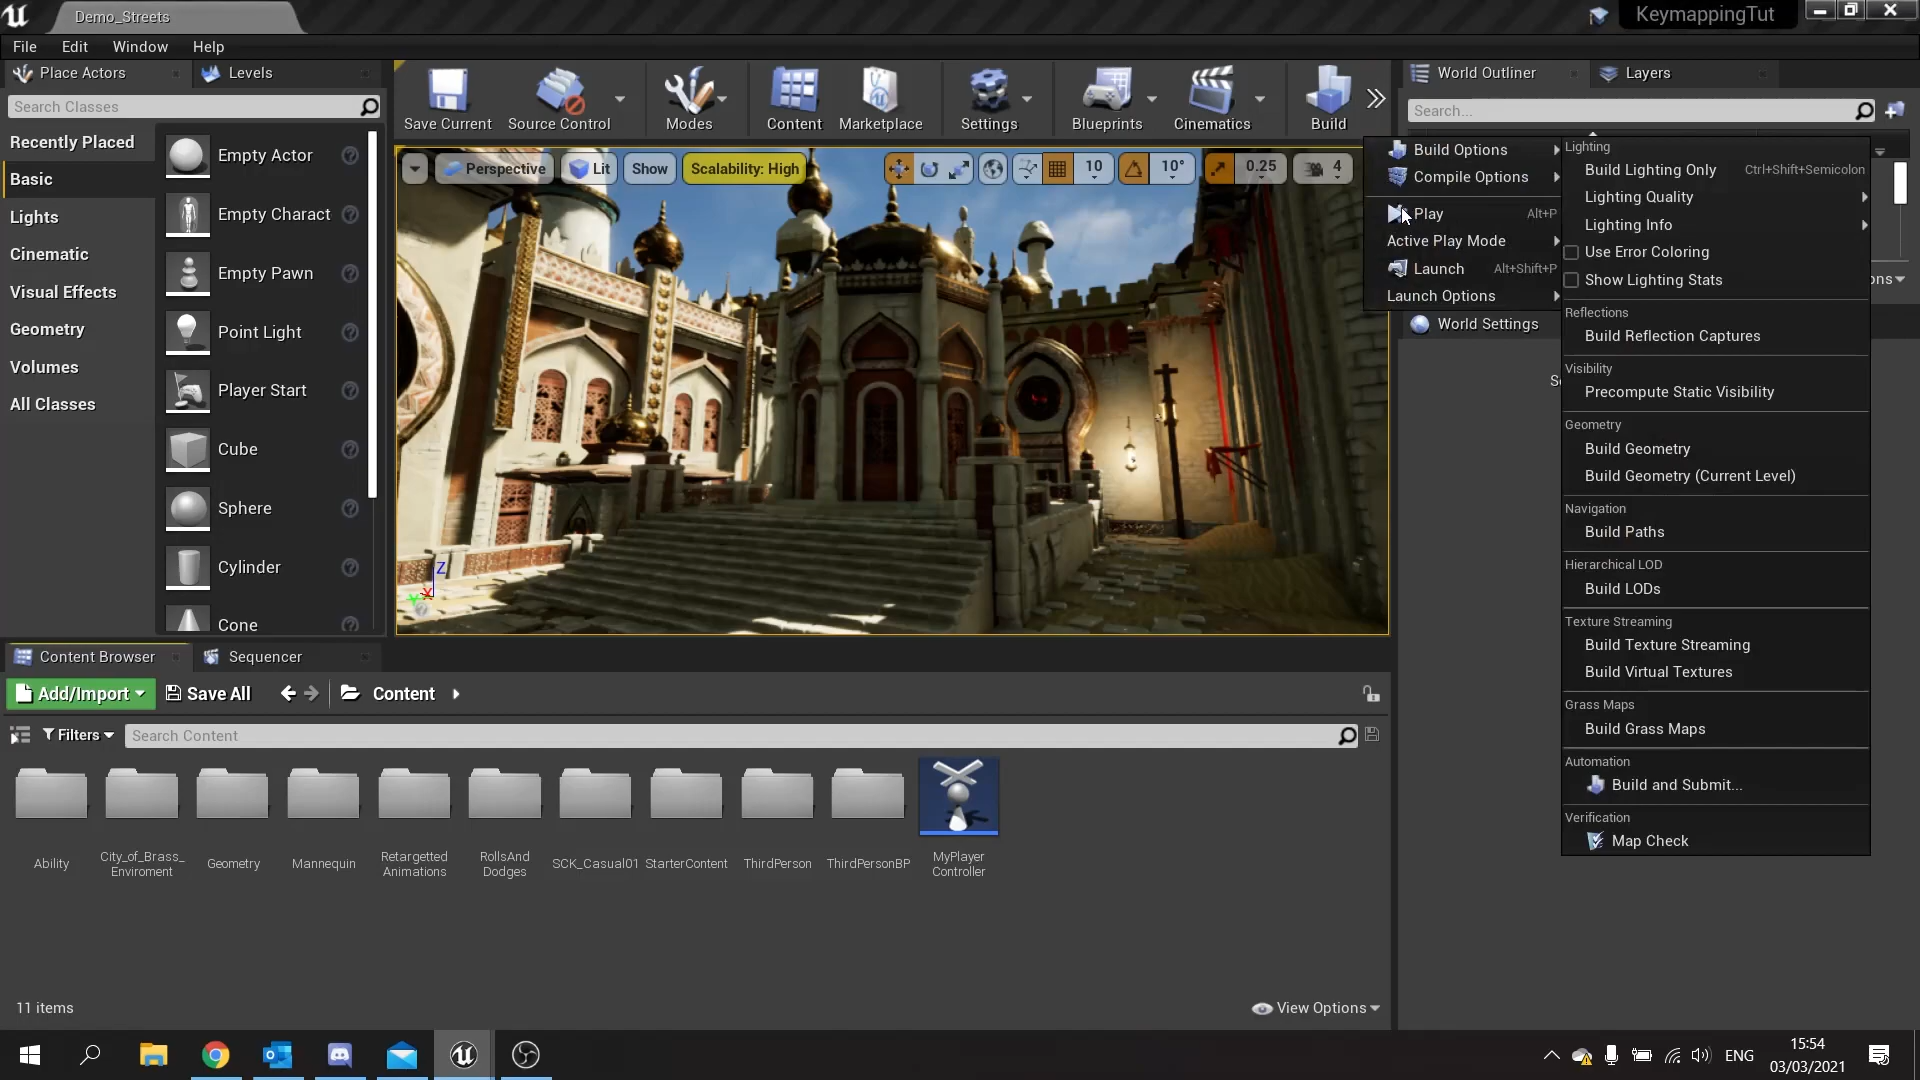 Demo_Streets
KeymappingTut
File Edit Window Help
Place Actors
Levels
Search Classes
Recently Placed
Basic
Lights
Cinematic
Visual Effects
Geometry
Volumes
All Classes
Empty Actor
Empty Charact
Empty Pawn
Point Light
Player Start
Cube
Sphere
Cylinder
Cone
Save Current
Source Control
Modes
Content
Marketplace
Settings
Blueprints
Cinematics
Build
Perspective
Lit
Show
Scalability: High
10
10°
0.25
4
Z
X
Y
World Outliner
Layers
Search...
Build Options
Compile Options
Play Alt+P
Active Play Mode
Launch Alt+Shift+P
Launch Options
World Settings
Lighting
Build Lighting Only Ctrl+Shift+Semicolon
Lighting Quality
Lighting Info
Use Error Coloring
Show Lighting Stats
Reflections
Build Reflection Captures
Visibility
Precompute Static Visibility
Geometry
Build Geometry
Build Geometry (Current Level)
Navigation
Build Paths
Hierarchical LOD
Build LODs
Texture Streaming
Build Texture Streaming
Build Virtual Textures
Grass Maps
Build Grass Maps
Automation
Build and Submit...
Verification
Map Check
Content Browser
Sequencer
Add/Import
Save All
Content
Filters
Search Content
Ability
City_of_Brass_
Enviroment
Geometry
Mannequin
Retargetted
Animations
RollsAnd
Dodges
SCK_Casual01
StarterContent
ThirdPerson
ThirdPersonBP
MyPlayer
Controller
11 items
View Options
ENG
15:54
03/03/2021